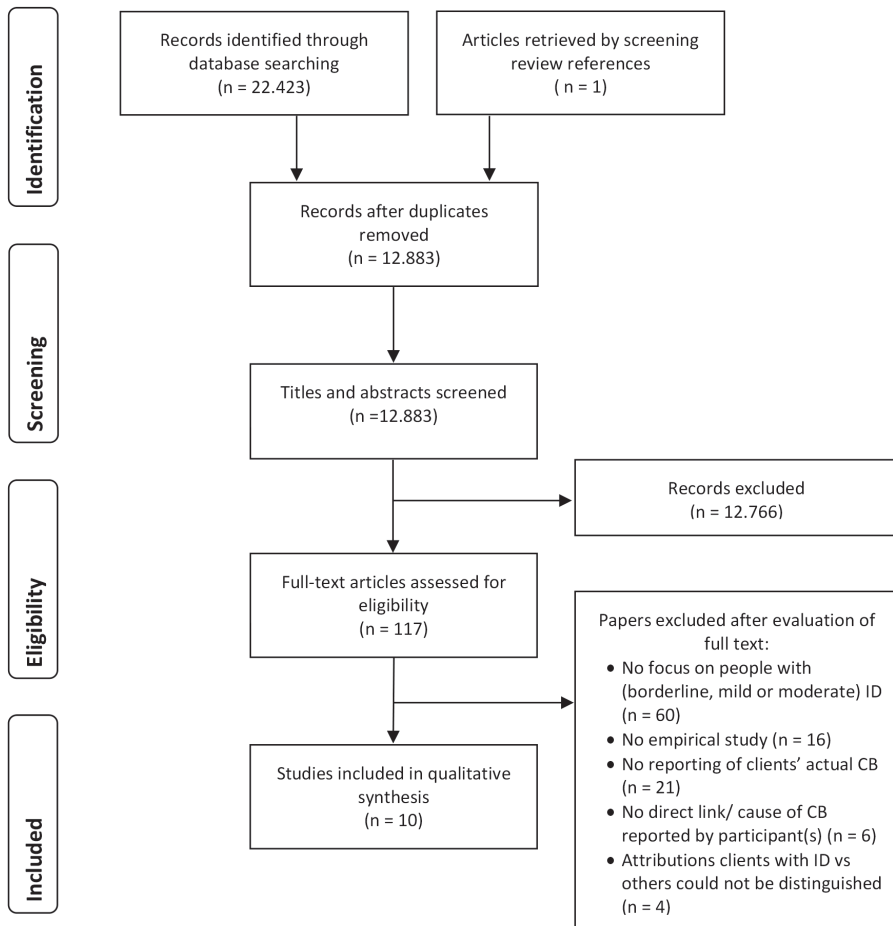 Identification
Records identified through
database searching
(n = 22.423)
Articles retrieved by screening
review references
( n = 1)
Records after duplicates
removed
(n = 12.883)
Screening
Titles and abstracts screened
(n =12.883)
Records excluded
(n = 12.766)
Eligibility
Full-text articles assessed for
eligibility
(n = 117)
Papers excluded after evaluation of
full text:
• No focus on people with
(borderline, mild or moderate) ID
(n = 60)
• No empirical study (n = 16)
• No reporting of clients’ actual CB
(n = 21)
• No direct link/ cause of CB
reported by participant(s) (n = 6)
• Attributions clients with ID vs
others could not be distinguished
(n = 4)
Included
Studies included in qualitative
synthesis
(n = 10)